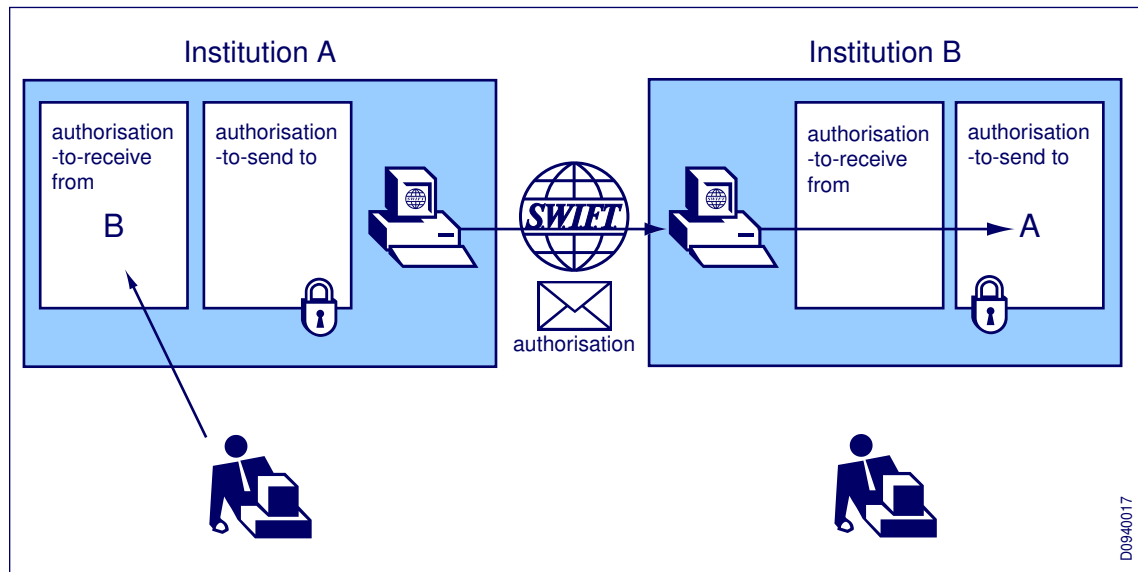 Institution A
Institution B
authorisation
-to-receive
from
B
authorisation
-to-send to
S.W.I.F.T.
authorisation
authorisation
-to-receive
from
authorisation
-to-send to
A
D0940017